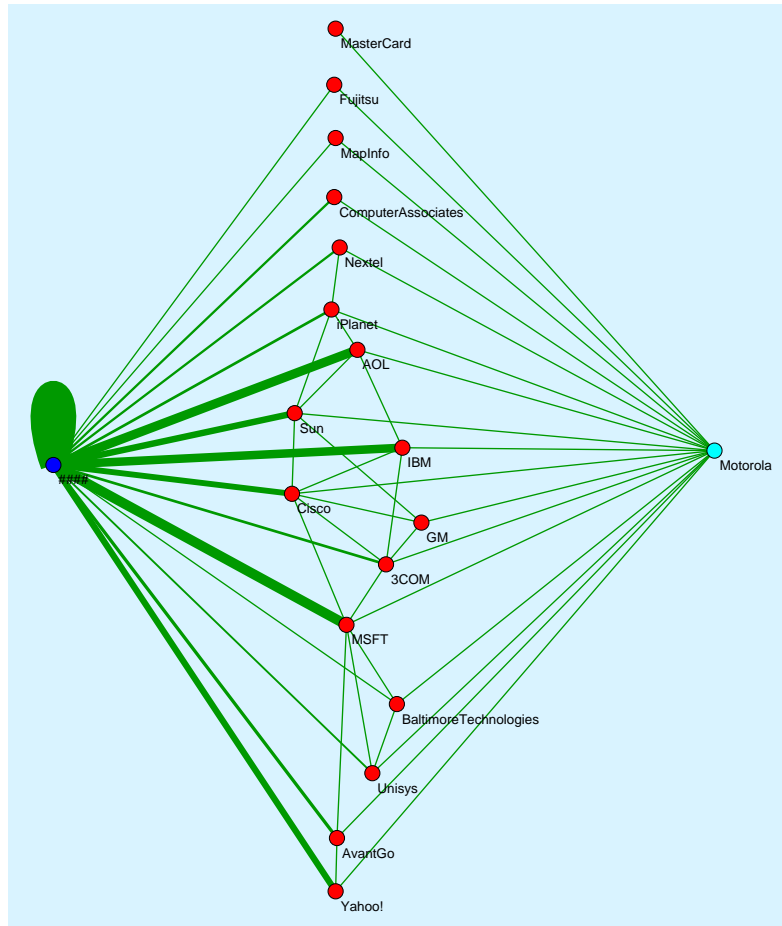 MasterCard
Fujitsu
MapInfo
ComputerAssociates
Nextel
iPlanet
AOL
Sun
IBM
Motorola
####
Cisco
GM
3COM
MSFT
BaltimoreTechnologies
Unisys
AvantGo
Yahoo!